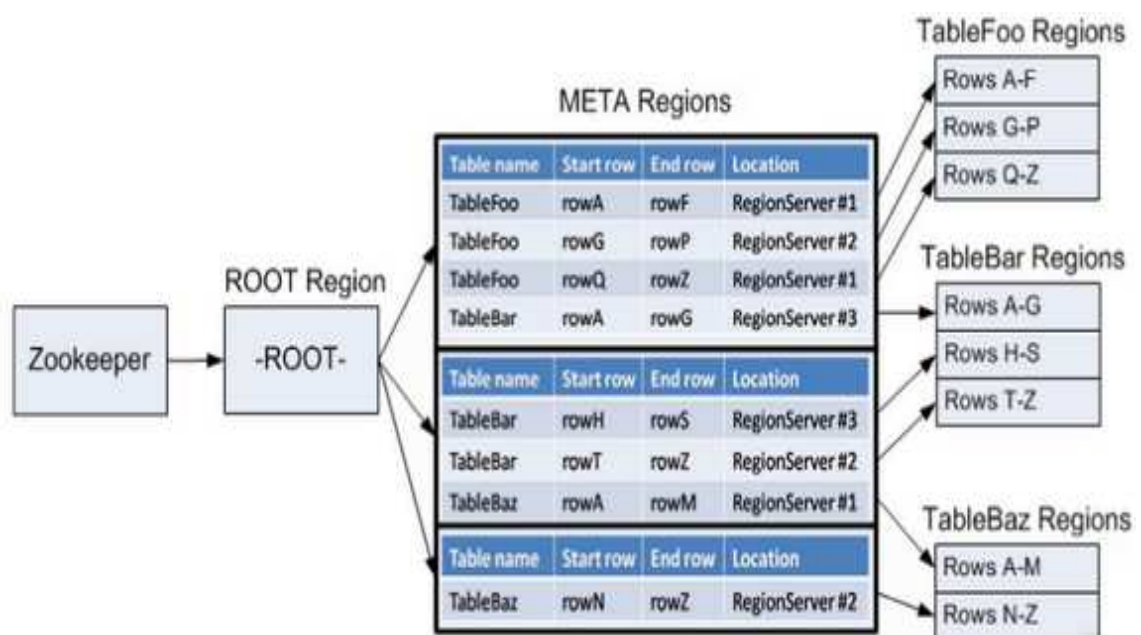 Zookeeper
ROOT Region
-ROOT-
META Regions
Table name Start row End row Location
TableFoo rowA rowF RegionServer #1
TableFoo rowG rowP RegionServer #2
TableFoo rowQ rowZ RegionServer #1
TableBar rowA rowG RegionServer #3
Table name Start row End row Location
TableBar rowH rowS RegionServer #3
TableBar rowT rowZ RegionServer #2
TableBaz rowA rowM RegionServer #1
Table name Start row End row Location
TableBaz rowN rowZ RegionServer #2
TableFoo Regions
Rows A-F
Rows G-P
Rows Q-Z
TableBar Regions
Rows A-G
Rows H-S
Rows T-Z
TableBaz Regions
Rows A-M
Rows N-Z